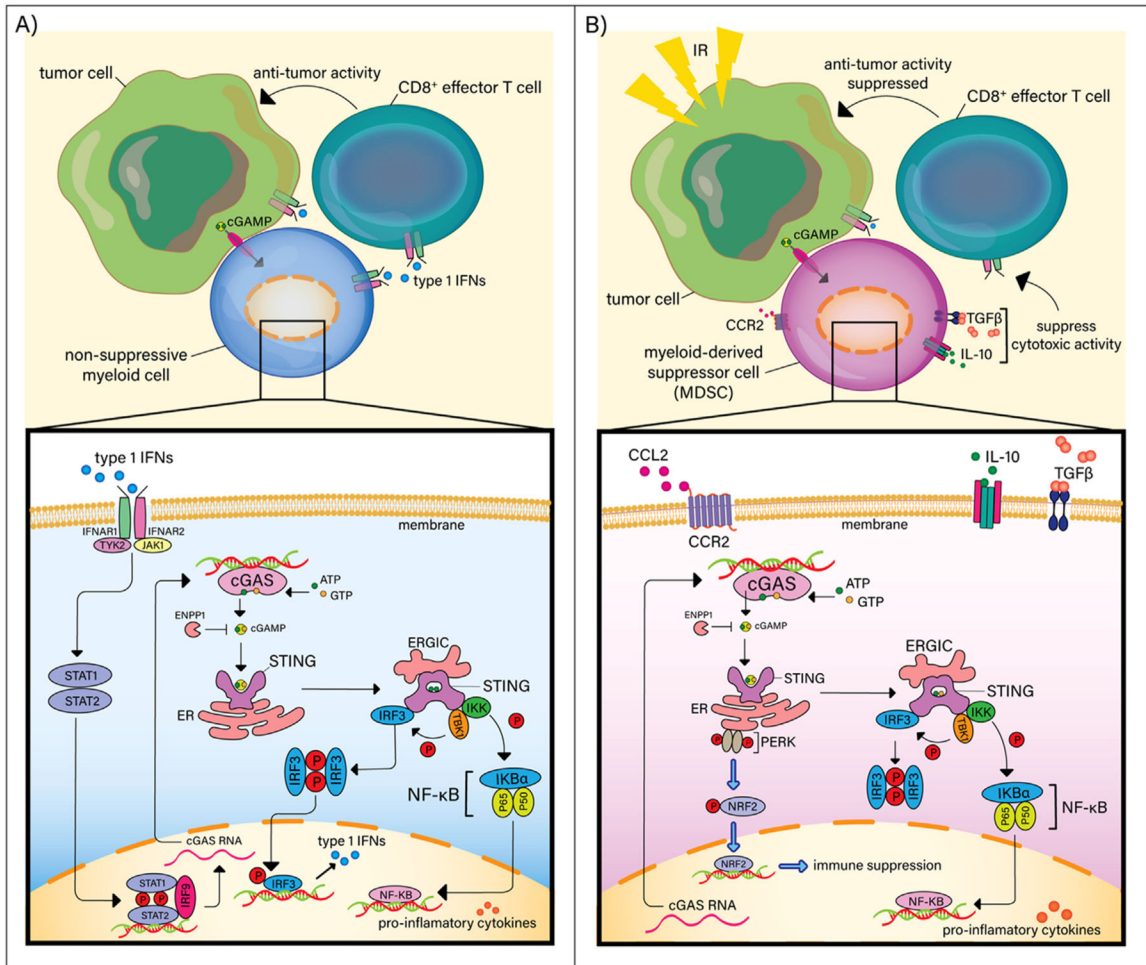 A)
tumor cell
anti-tumor activity
CD8⁺ effector T cell
cGAMP
type 1 IFNs
non-suppressive
myeloid cell
type 1 IFNs
membrane
IFNAR1
IFNAR2
TYK2
JAK1
cGAS
ATP
GTP
ENPP1
cGAMP
STING
ER
ERGIC
STING
IRF3
TBK1
IKK
P
P
STAT1
STAT2
IRF3
P
P
IRF3
NF-κB
IKBα
P65
P50
cGAS RNA
type 1 IFNs
P
IRF3
STAT1
P
P
STAT2
IRF9
NF-KB
pro-inflamatory cytokines
B)
IR
anti-tumor activity
suppressed
CD8⁺ effector T cell
cGAMP
tumor cell
CCR2
TGFβ
IL-10
suppress
cytotoxic activity
myeloid-derived
suppressor cell
(MDSC)
CCL2
IL-10
TGFβ
membrane
CCR2
cGAS
ATP
GTP
ENPP1
cGAMP
STING
ER
P
P
PERK
ERGIC
STING
IRF3
TBK1
IKK
P
P
IRF3
P
P
IRF3
IKBα
P65
P50
NF-κB
P
NRF2
NRF2
immune suppression
cGAS RNA
NF-KB
pro-inflamatory cytokines